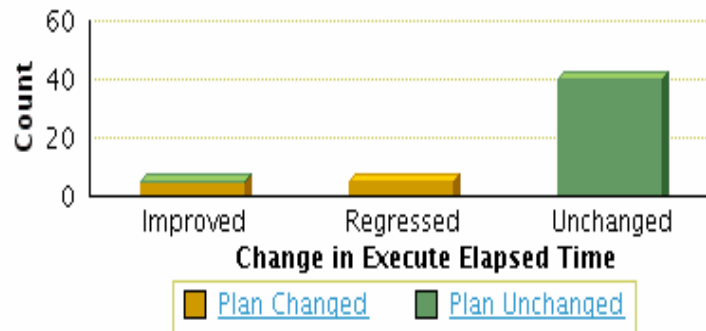 60
40
20
0
Count
Improved Regressed Unchanged
Change in Execute Elapsed Time
Plan Changed Plan Unchanged